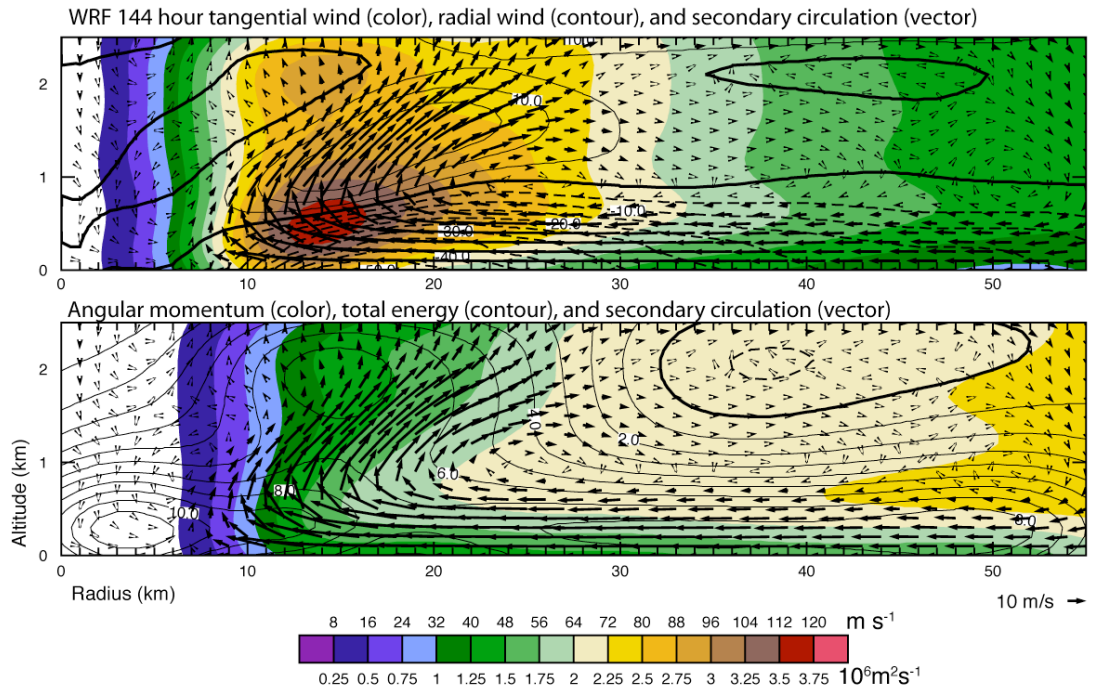 WRF 144 hour tangential wind (color), radial wind (contour), and secondary circulation (vector)
2
1
0
10.0
10.0
-10.0
-20.0
-30.0
-40.0
0 10 20 30 40 50
Angular momentum (color), total energy (contour), and secondary circulation (vector)
Altitude (km)
2
1
0
4.0
2.0
6.0
8.0
10.0
8.0
0 10 20 30 40 50
Radius (km)
10 m/s
8 16 24 32 40 48 56 64 72 80 88 96 104 112 120 m s-1
0.25 0.5 0.75 1 1.25 1.5 1.75 2 2.25 2.5 2.75 3 3.25 3.5 3.75 10⁶m²s⁻¹